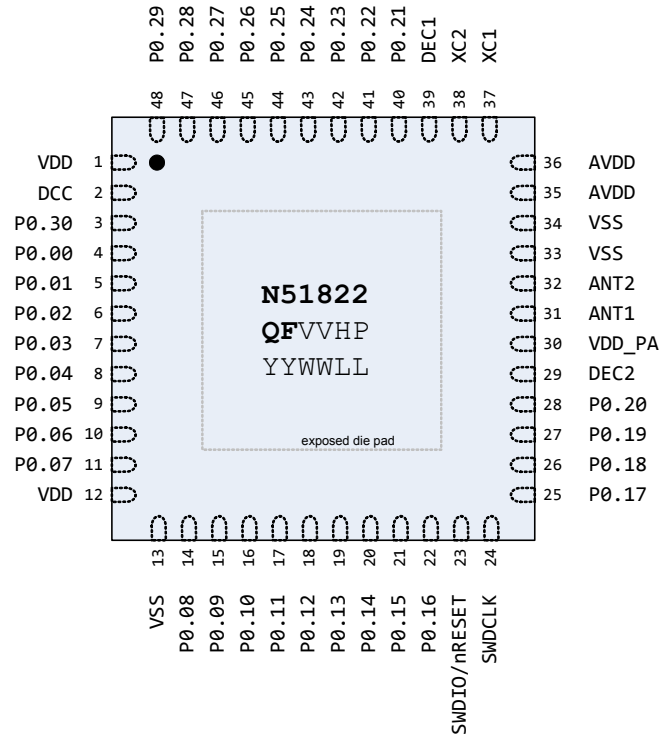 P0.29 P0.28 P0.27 P0.26 P0.25 P0.24 P0.23 P0.22 P0.21 DEC1 XC2 XC1
48 47 46 45 44 43 42 41 40 39 38 37
VDD 1
DCC 2
P0.30 3
P0.00 4
P0.01 5
P0.02 6
P0.03 7
P0.04 8
P0.05 9
P0.06 10
P0.07 11
VDD 12
N51822
QFVVHP
YYWWLL
exposed die pad
36 AVDD
35 AVDD
34 VSS
33 VSS
32 ANT2
31 ANT1
30 VDD_PA
29 DEC2
28 P0.20
27 P0.19
26 P0.18
25 P0.17
13 14 15 16 17 18 19 20 21 22 23 24
VSS P0.08 P0.09 P0.10 P0.11 P0.12 P0.13 P0.14 P0.15 P0.16 SWDIO/nRESET SWDCLK